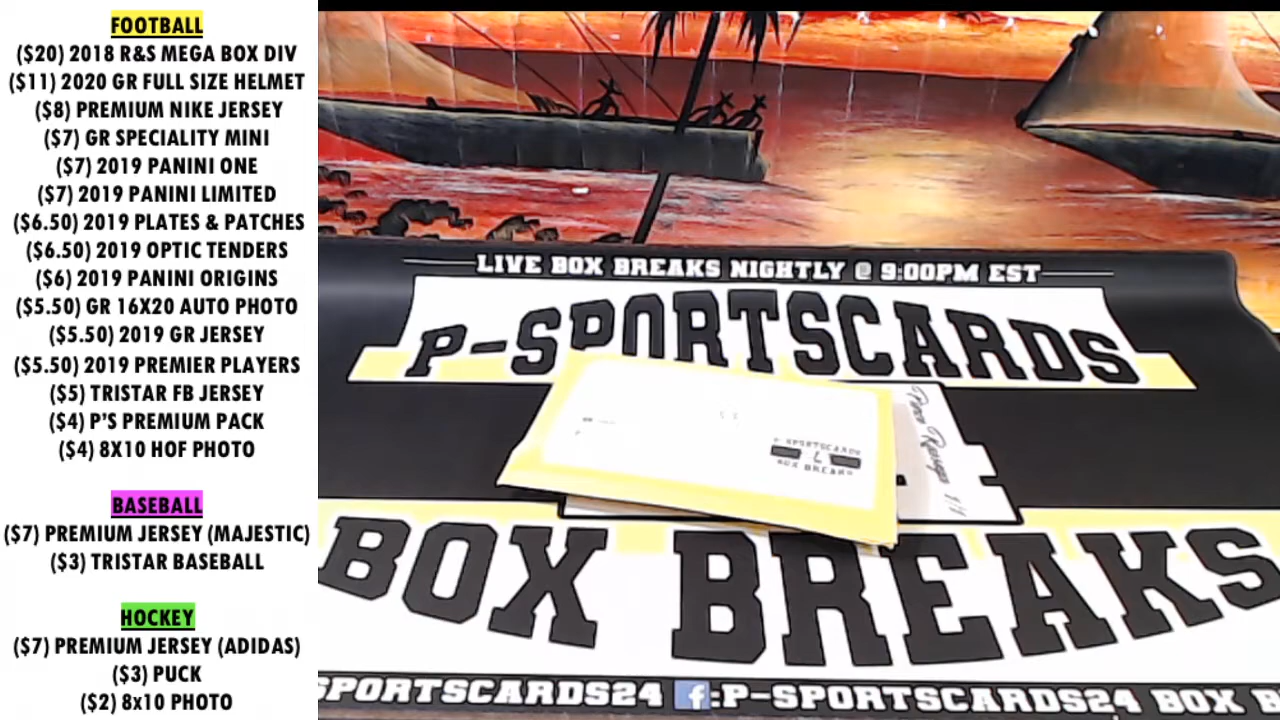 FOOTBALL
($20) 2018 R&S MEGA BOX DIV
($11) 2020 GR FULL SIZE HELMET
($8) PREMIUM NIKE JERSEY
($7) GR SPECIALITY MINI
($7) 2019 PANINI ONE
($7) 2019 PANINI LIMITED
($6.50) 2019 PLATES & PATCHES
($6.50) 2019 OPTIC TENDERS
($6) 2019 PANINI ORIGINS
($5.50) GR 16X20 AUTO PHOTO
($5.50) 2019 GR JERSEY
($5.50) 2019 PREMIER PLAYERS
($5) TRISTAR FB JERSEY
($4) P'S PREMIUM PACK
($4) 8X10 HOF PHOTO
BASEBALL
($7) PREMIUM JERSEY (MAJESTIC)
($3) TRISTAR BASEBALL
HOCKEY
($7) PREMIUM JERSEY (ADIDAS)
($3) PUCK
($2) 8x10 PHOTO
LIVE BOX BREAKS NIGHTLY @ 9:00PM EST
P-SPORTSCARDS
P-SPORTSCARDS
BOX BREAKS
BOX BREAKS
SPORTSCARDS24 f:P-SPORTSCARDS24 BOX B